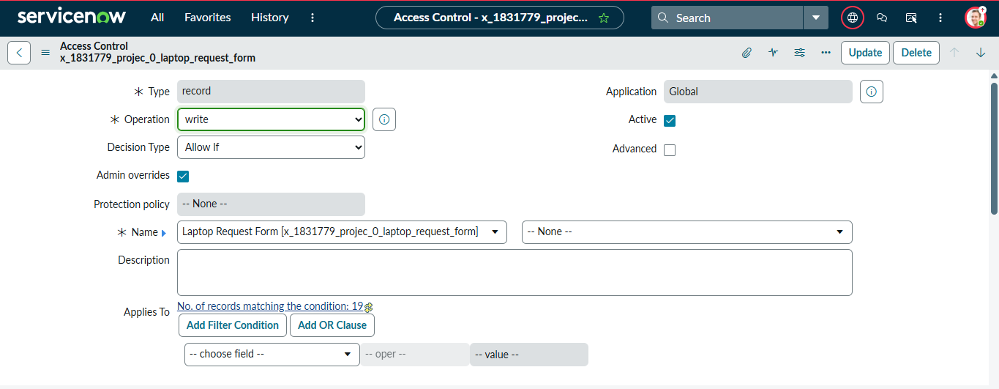 servicenow All Favorites History Access Control - x_1831779_projec... Search
Access Control
x_1831779_projec_0_laptop_request_form
Update Delete
Type record
Application Global
Operation write
Active
Decision Type Allow If
Advanced
Admin overrides
Protection policy -- None --
Name Laptop Request Form [x_1831779_projec_0_laptop_request_form] -- None --
Description
Applies To No. of records matching the condition: 19
Add Filter Condition Add OR Clause
-- choose field -- -- oper -- -- value --